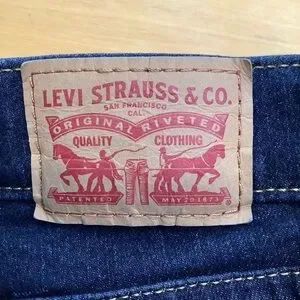 LEVI STRAUSS & CO.
SAN FRANCISCO
CAL.
ORIGINAL RIVETED
QUALITY CLOTHING
PATENTED MAY 20 1873
®